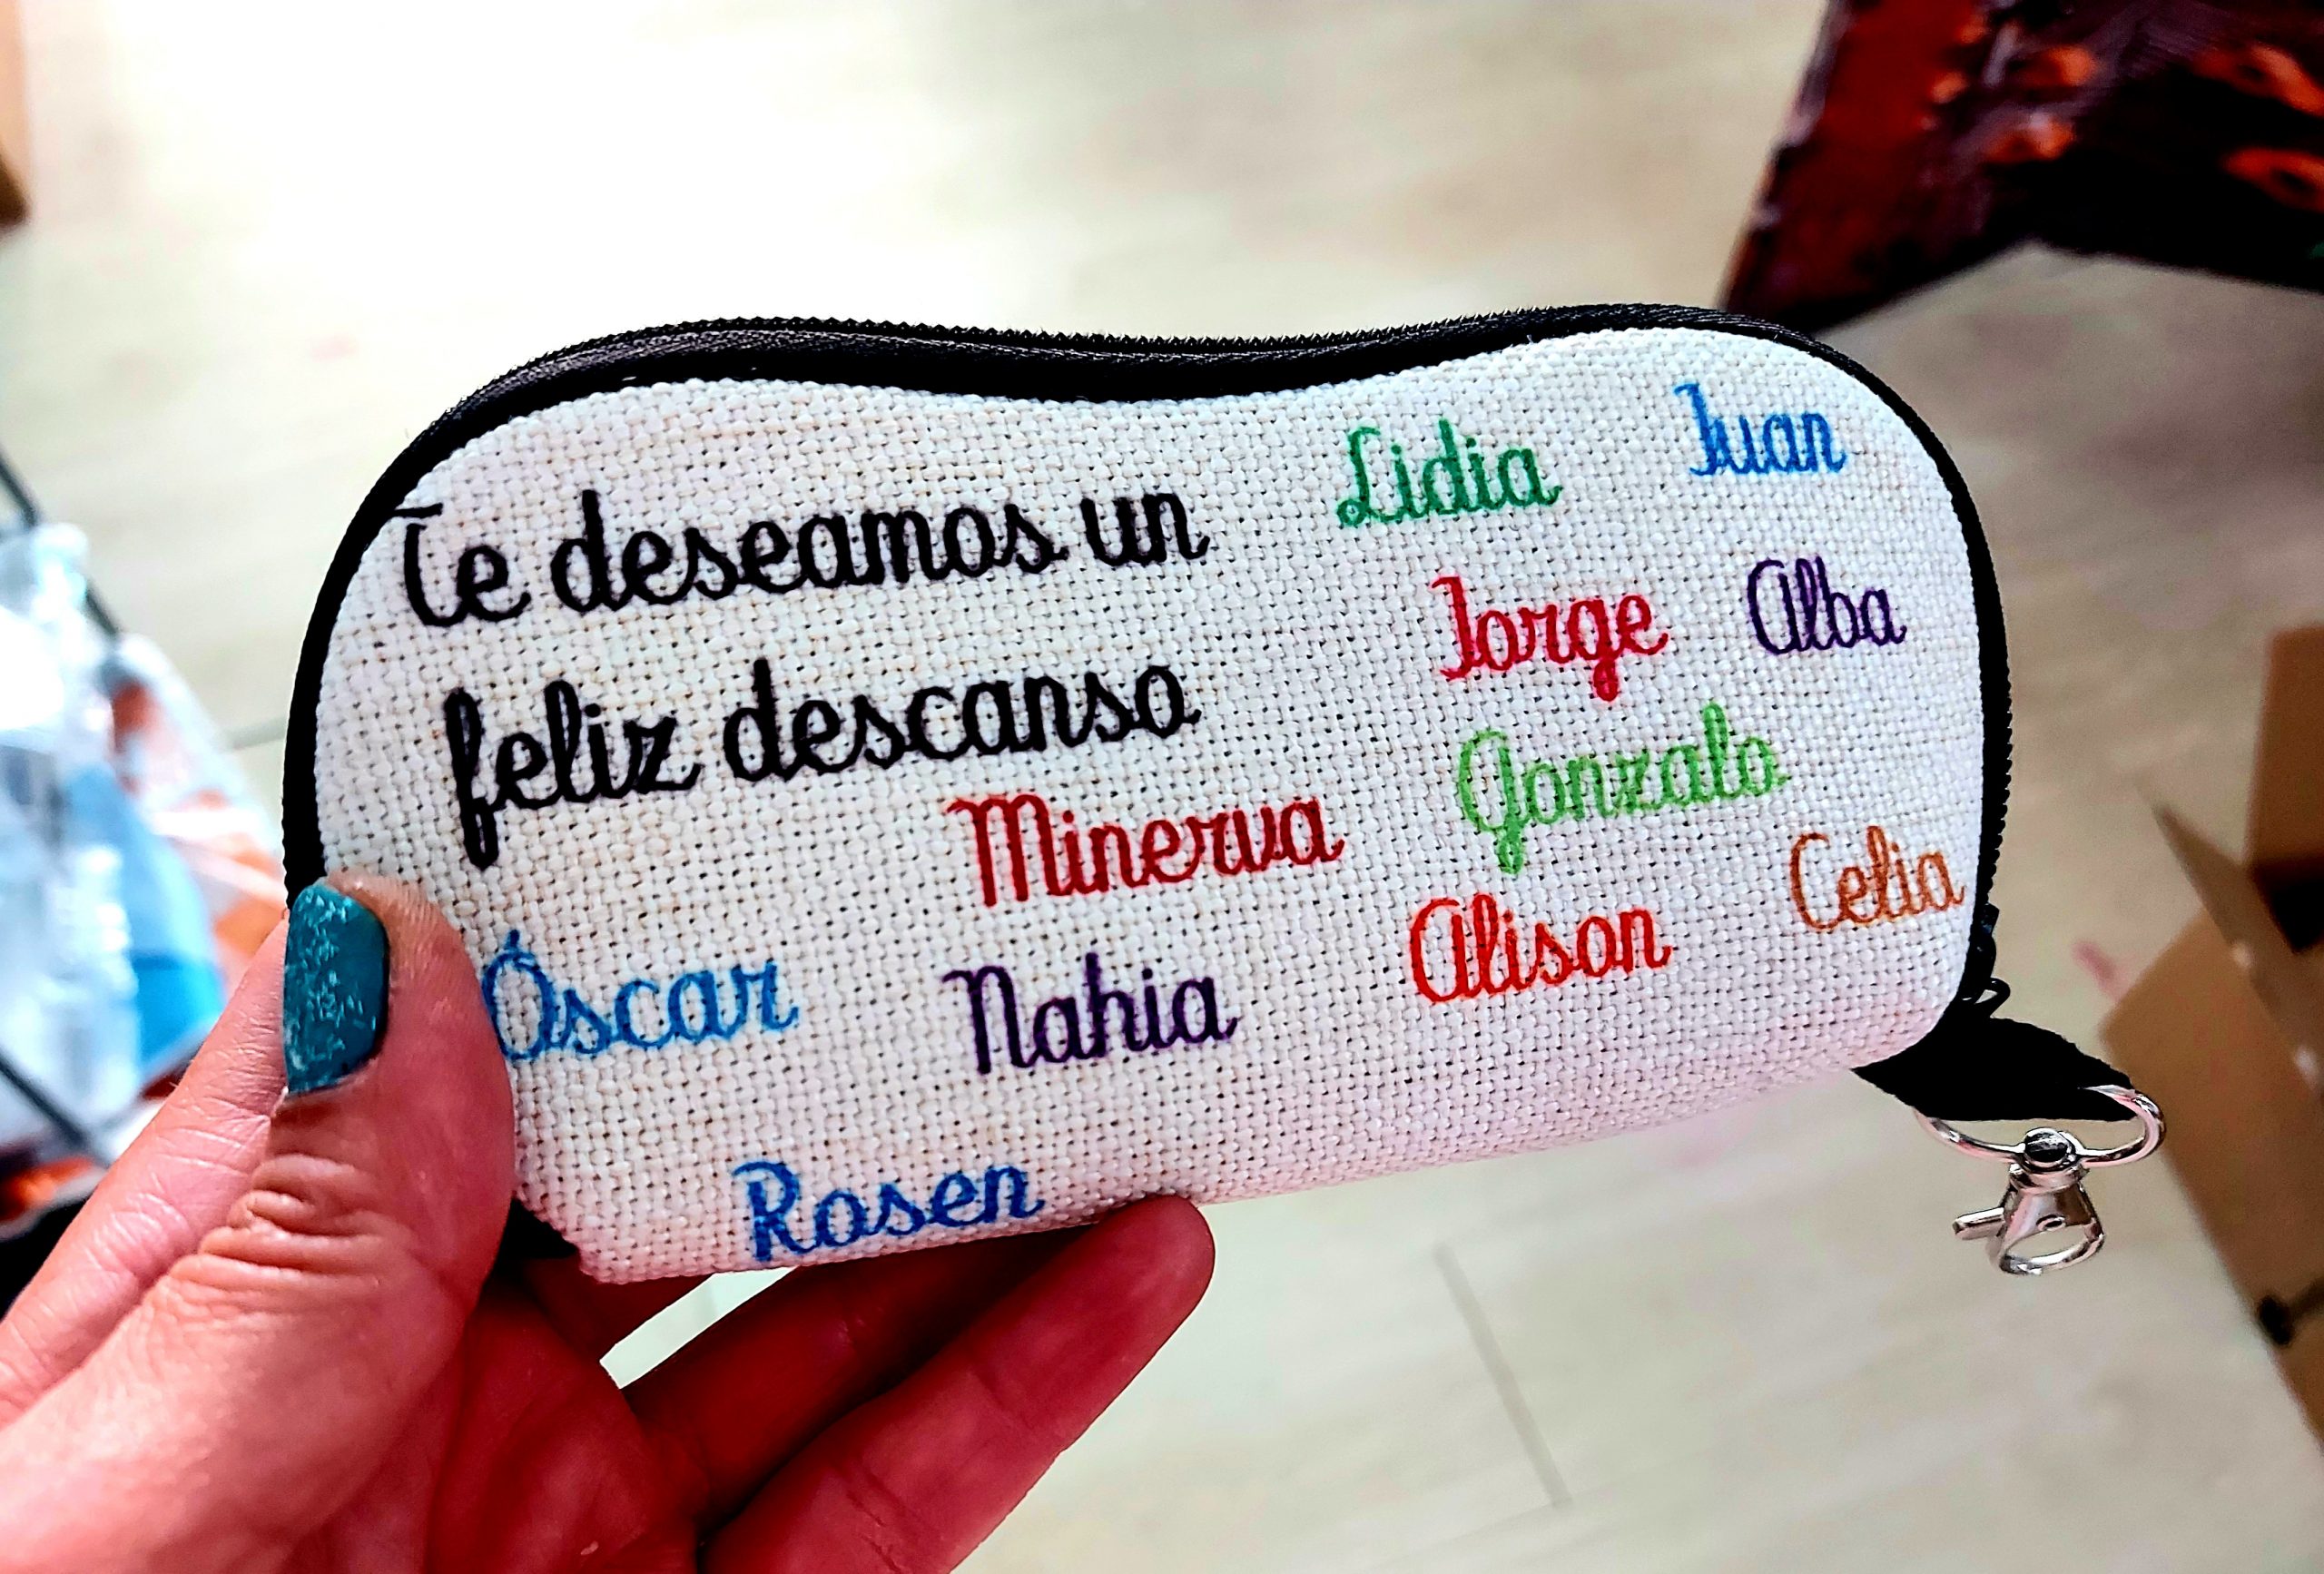 Te deseamos un
feliz descanso
Lidia
Juan
Jorge
Alba
Gonzalo
Minerva
Celia
Alison
Óscar
Nahia
Rosen